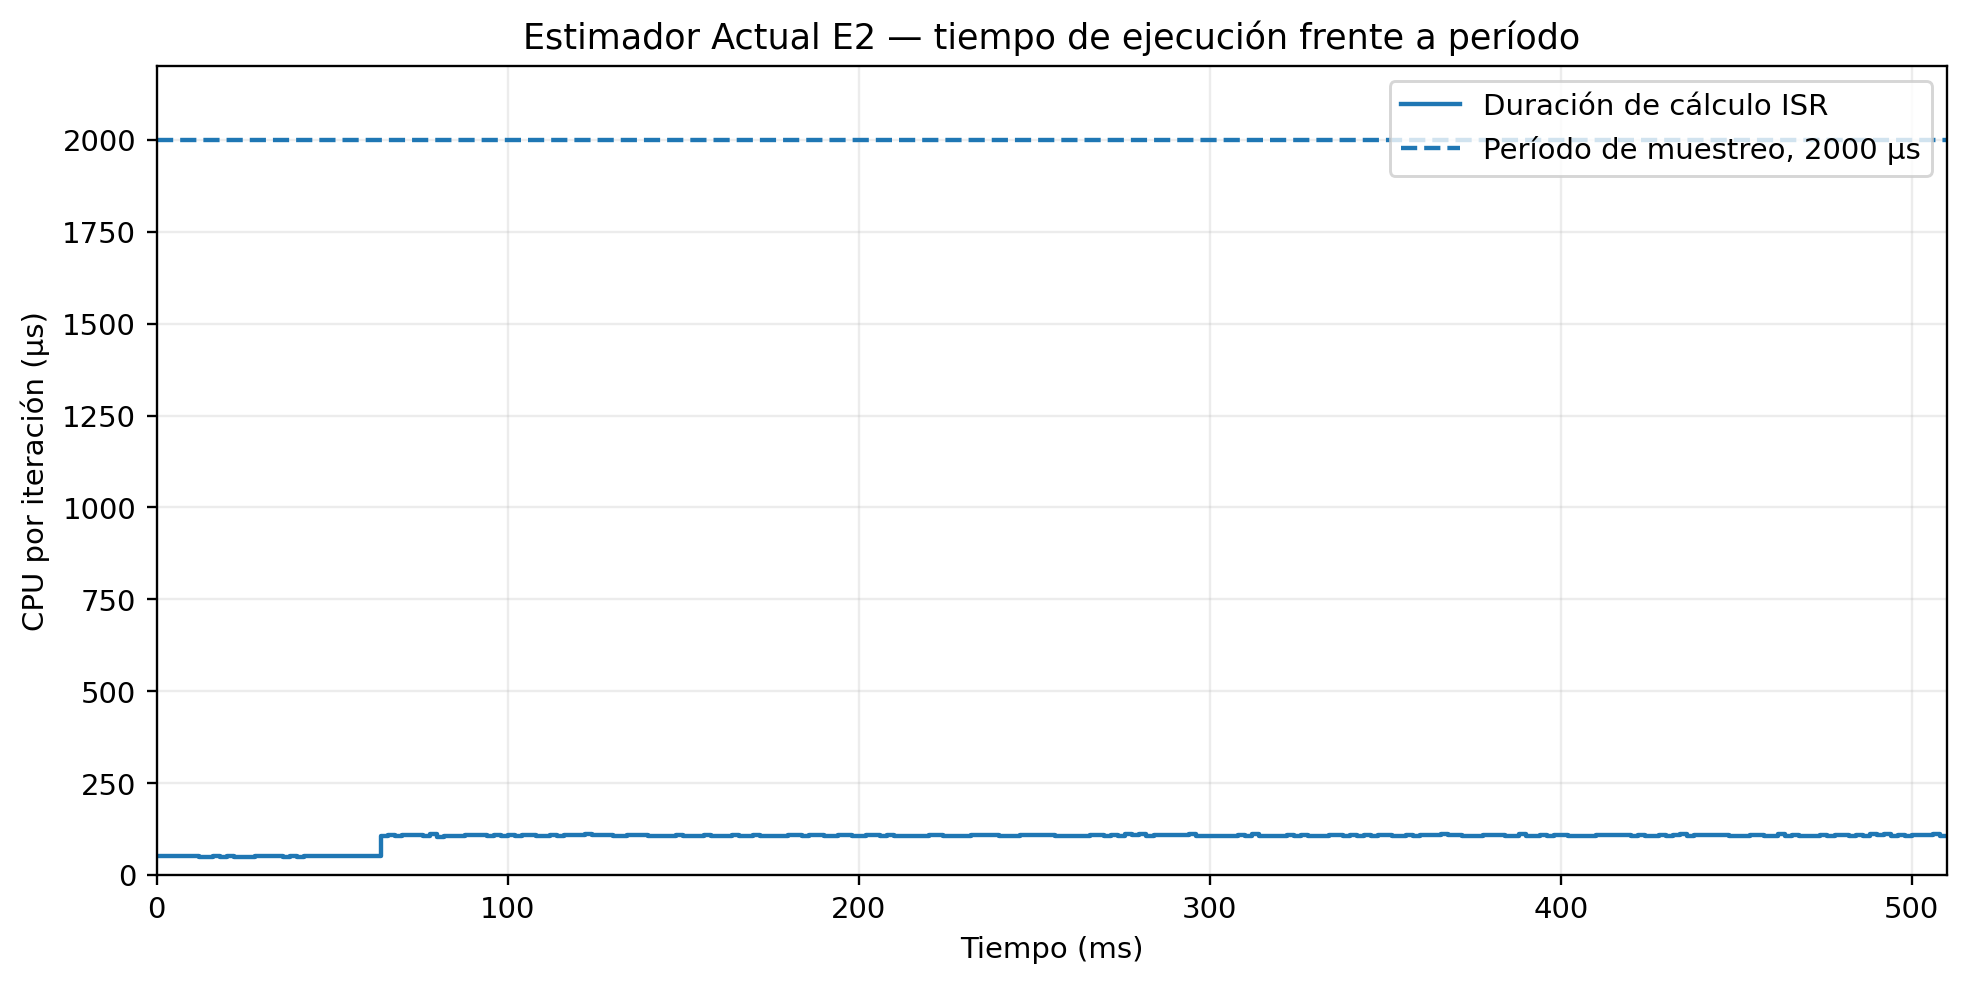 Estimador Actual E2 — tiempo de ejecución frente a período
Duración de cálculo ISR
Período de muestreo, 2000 µs
CPU por iteración (µs)
2000
1750
1500
1250
1000
750
500
250
0
0 100 200 300 400 500
Tiempo (ms)